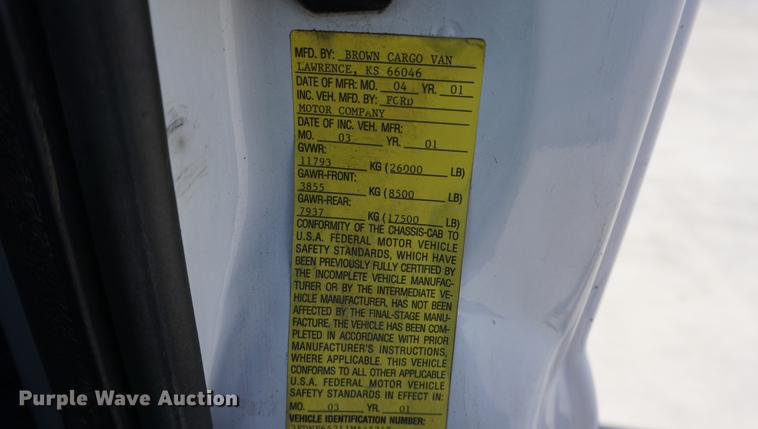 MFD. BY: BROWN CARGO VAN
LAWRENCE, KS 66046
DATE OF MFR: MO. 04 YR. 01
INC. VEH. MFD. BY: FORD
MOTOR COMPANY
DATE OF INC. VEH. MFR:
MO. 03 YR. 01
GVWR:
11793 KG (26000 LB)
GAWR-FRONT:
3855 KG (8500 LB)
GAWR-REAR:
7937 KG (17500 LB)
CONFORMITY OF THE CHASSIS-CAB TO
U.S.A. FEDERAL MOTOR VEHICLE
SAFETY STANDARDS, WHICH HAVE
BEEN PREVIOUSLY FULLY CERTIFIED BY
THE INCOMPLETE VEHICLE MANUFAC-
TURER OR BY THE INTERMEDIATE VE-
HICLE MANUFACTURER, HAS NOT BEEN
AFFECTED BY THE FINAL-STAGE MANU-
FACTURE. THE VEHICLE HAS BEEN COM-
PLETED IN ACCORDANCE WITH PRIOR
MANUFACTURER'S INSTRUCTIONS,
WHERE APPLICABLE. THIS VEHICLE
CONFORMS TO ALL OTHER APPLICABLE
U.S.A. FEDERAL MOTOR VEHICLE
SAFETY STANDARDS IN EFFECT IN:
MO. 03 YR. 01
VEHICLE IDENTIFICATION NUMBER:
Purple Wave Auction